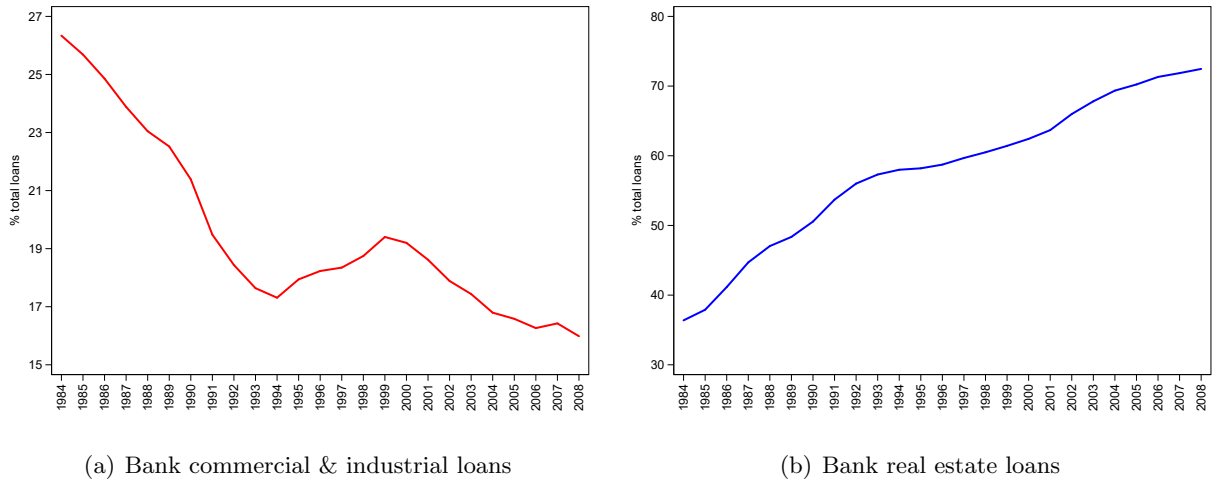 27
25
23
21
19
17
15
% total loans
1984 1985 1986 1987 1988 1989 1990 1991 1992 1993 1994 1995 1996 1997 1998 1999 2000 2001 2002 2003 2004 2005 2006 2007 2008
(a) Bank commercial & industrial loans
80
70
60
50
40
30
% total loans
1984 1985 1986 1987 1988 1989 1990 1991 1992 1993 1994 1995 1996 1997 1998 1999 2000 2001 2002 2003 2004 2005 2006 2007 2008
(b) Bank real estate loans